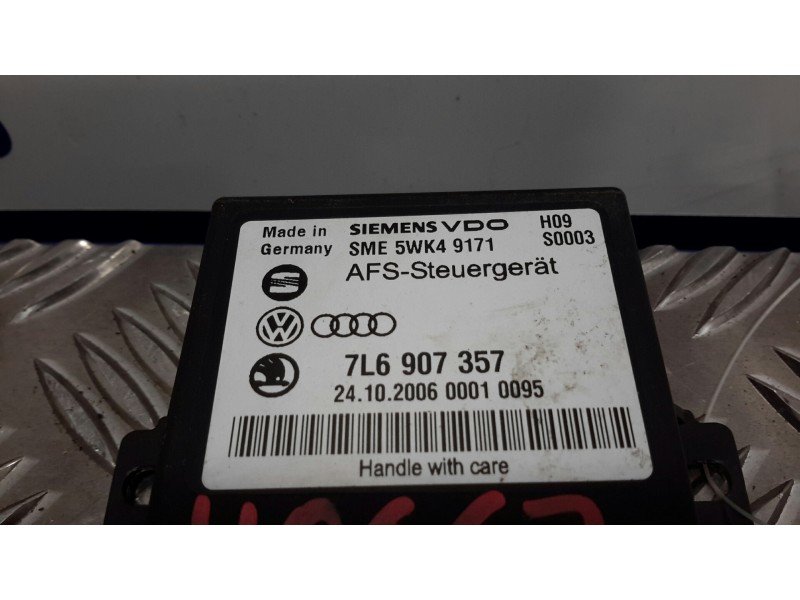 Made in Germany
SIEMENS VDO H09
SME 5WK4 9171 S0003
AFS-Steuergerät
7L6 907 357
24.10.2006 0001 0095
Handle with care